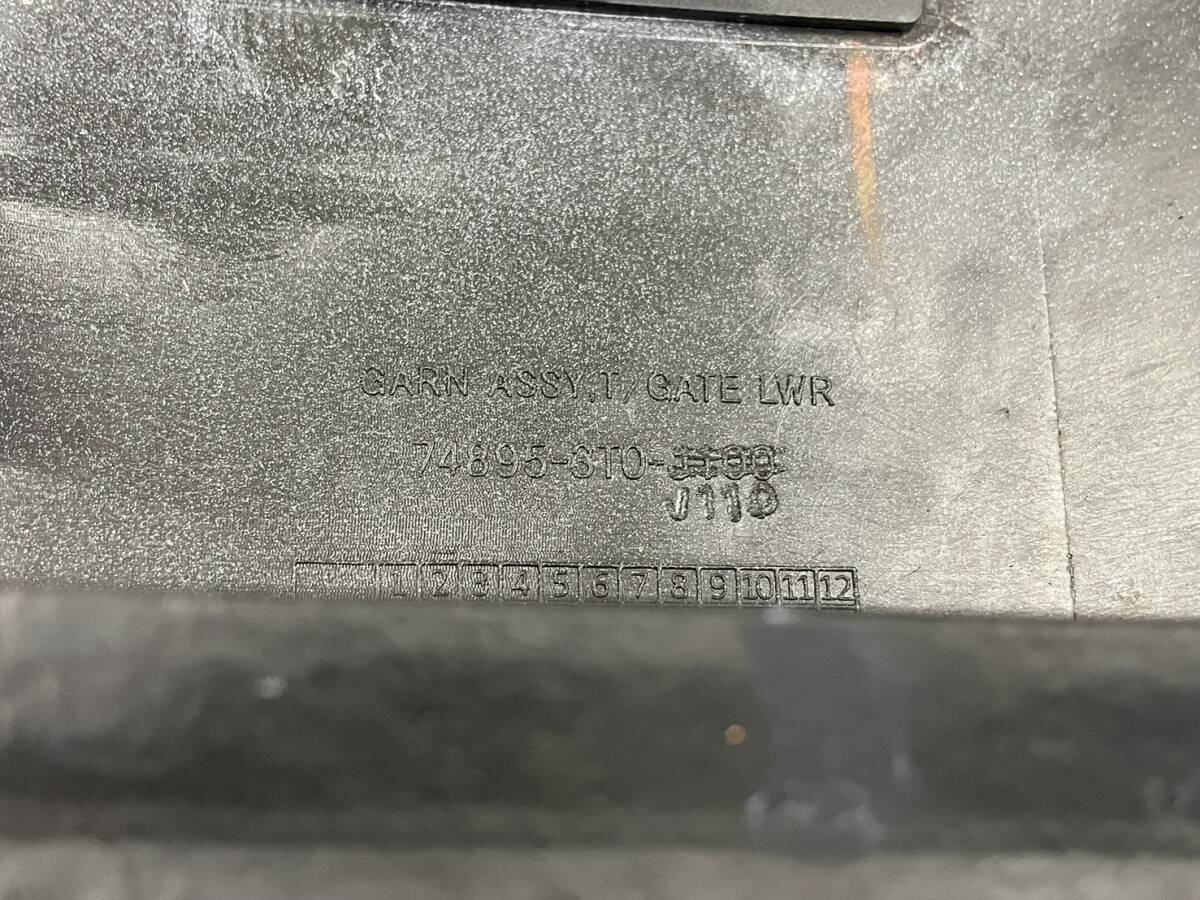 GARN ASSY,T/GATE LWR
74895-3T0-J100
J110
1 2 3 4 5 6 7 8 9 10 11 12